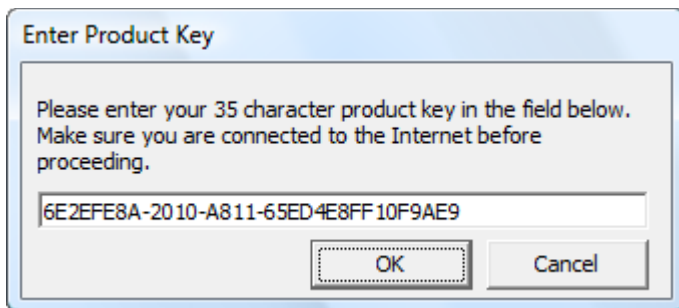 Enter Product Key
Please enter your 35 character product key in the field below.
Make sure you are connected to the Internet before
proceeding.
6E2EFE8A-2010-A811-65ED4E8FF10F9AE9
OK
Cancel